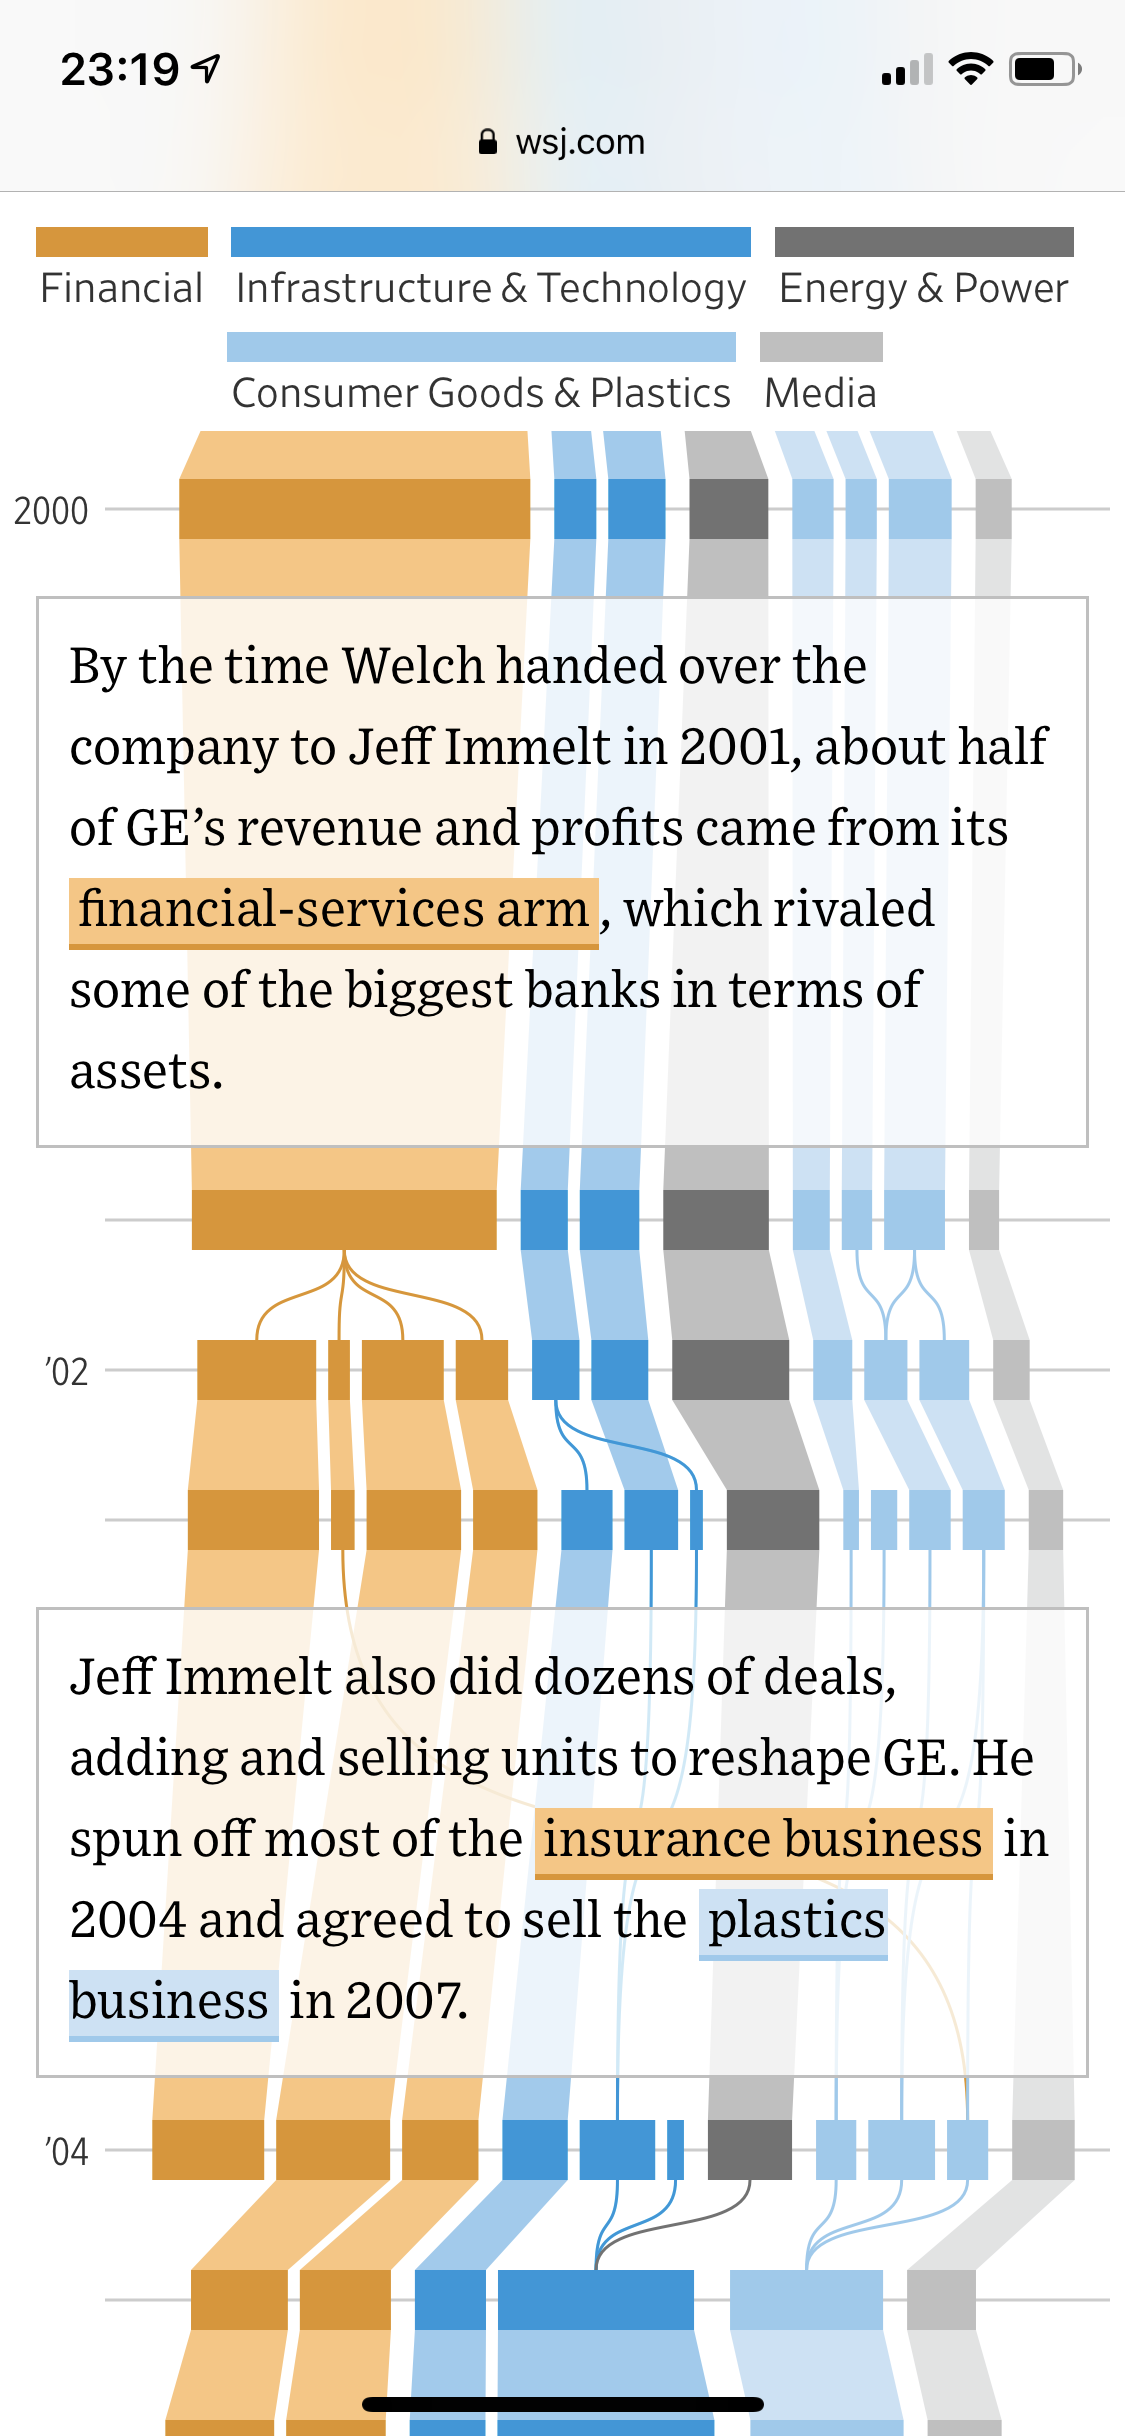 23:19
wsj.com
Financial
Infrastructure & Technology
Energy & Power
Consumer Goods & Plastics
Media
2000
By the time Welch handed over the
company to Jeff Immelt in 2001, about half
of GE’s revenue and profits came from its
financial-services arm, which rivaled
some of the biggest banks in terms of
assets.
’02
Jeff Immelt also did dozens of deals,
adding and selling units to reshape GE. He
spun off most of the insurance business in
2004 and agreed to sell the plastics
business in 2007.
’04